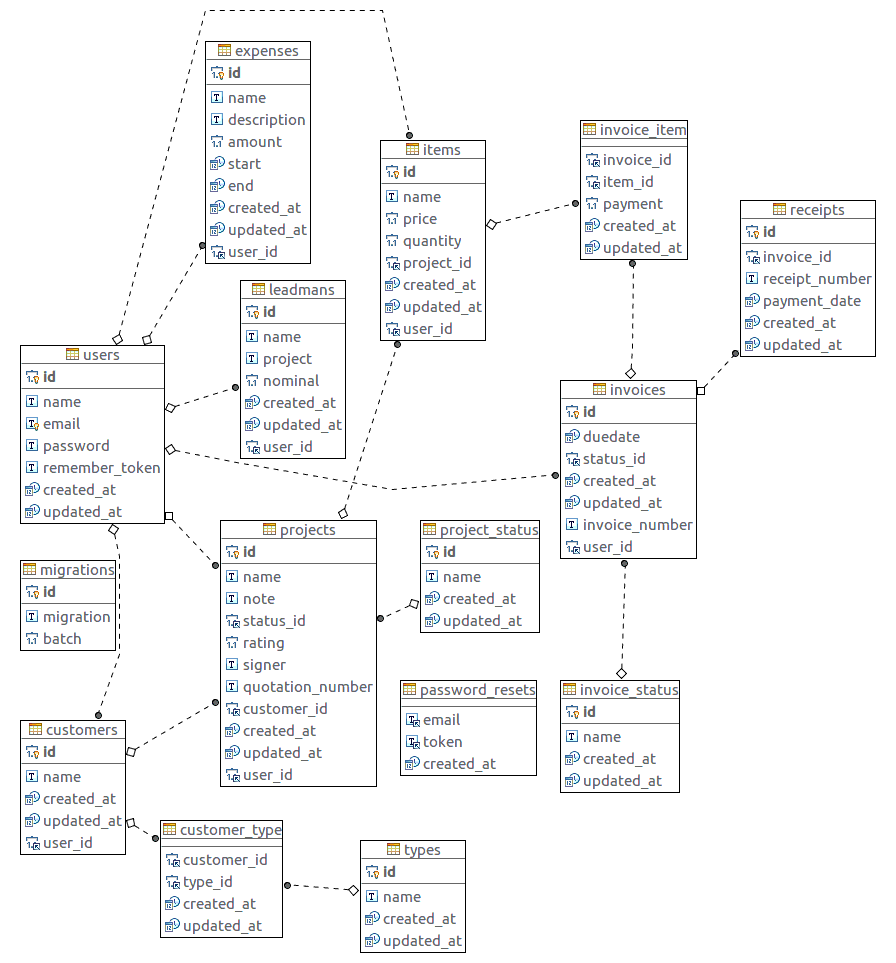 expenses
id
name
description
amount
start
end
created_at
updated_at
user_id
items
id
name
price
quantity
project_id
created_at
updated_at
user_id
invoice_item
invoice_id
item_id
payment
created_at
updated_at
receipts
id
invoice_id
receipt_number
payment_date
created_at
updated_at
leadmans
id
name
project
nominal
created_at
updated_at
user_id
users
id
name
email
password
remember_token
created_at
updated_at
invoices
id
duedate
status_id
created_at
updated_at
invoice_number
user_id
projects
id
name
note
status_id
rating
signer
quotation_number
customer_id
created_at
updated_at
user_id
project_status
id
name
created_at
updated_at
migrations
id
migration
batch
password_resets
email
token
created_at
invoice_status
id
name
created_at
updated_at
customers
id
name
created_at
updated_at
user_id
customer_type
customer_id
type_id
created_at
updated_at
types
id
name
created_at
updated_at